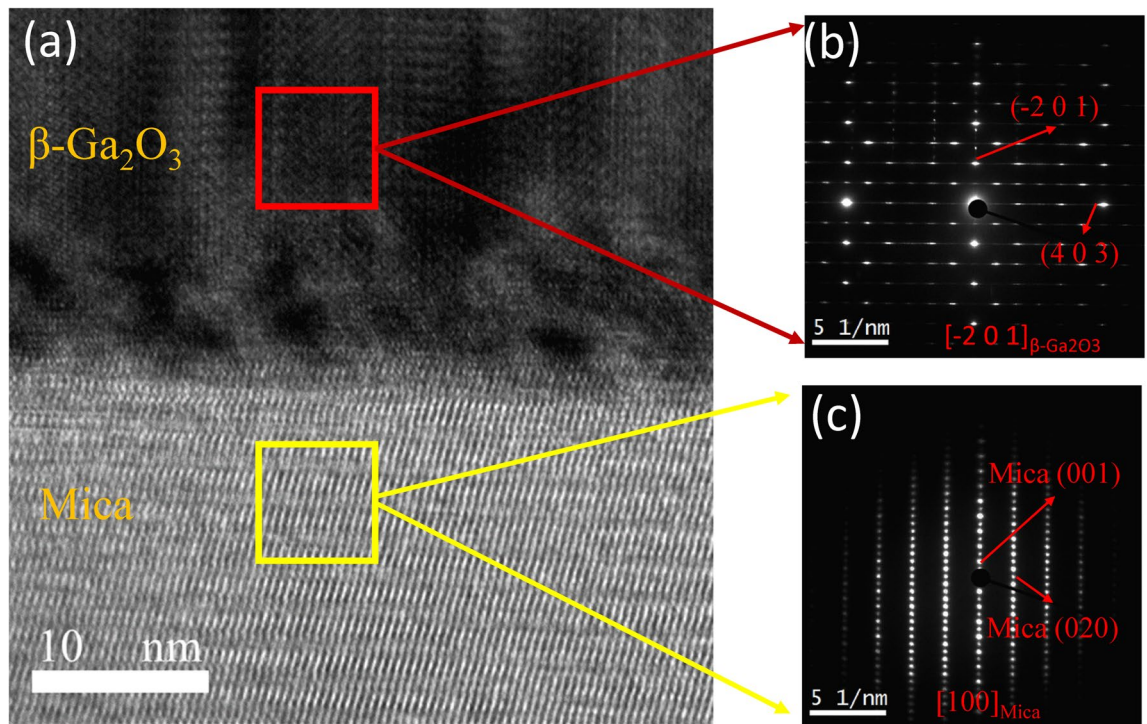 (a)
β-Ga₂O₃
Mica
10 nm
(b)
(-2 0 1)
(4 0 3̄)
5 1/nm
[-2 0 1]β-Ga2O3
(c)
Mica (001)
Mica (020)
5 1/nm
[100]Mica